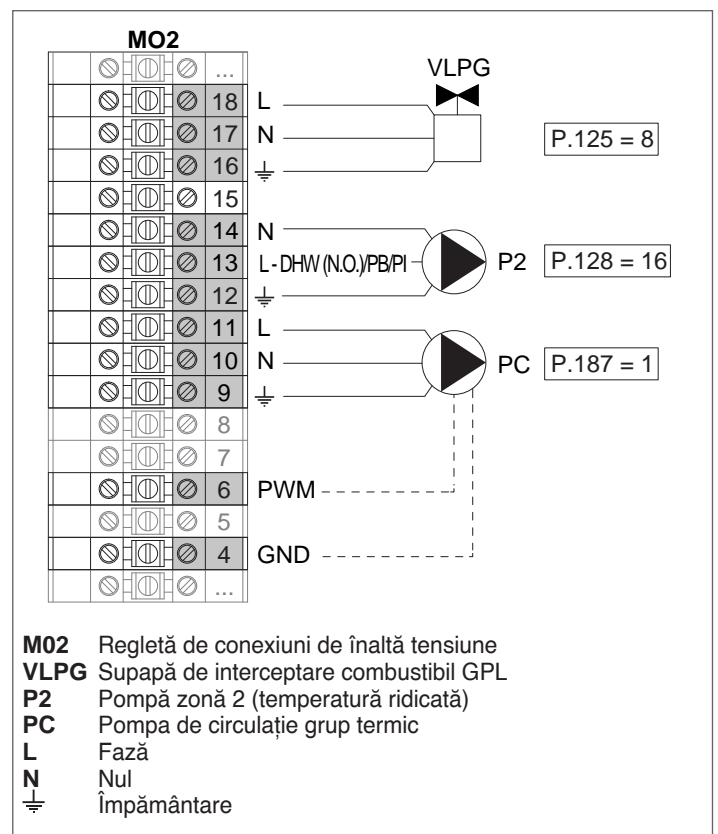 MO2
...
VLPG
18 L
17 N
P.125 = 8
16 ⏚
15
14 N
13 L - DHW (N.O.)/PB/PI P2 P.128 = 16
12 ⏚
11 L
10 N PC P.187 = 1
9 ⏚
8
7
6 PWM
5
4 GND
...
M02 Regletă de conexiuni de înaltă tensiune
VLPG Supapă de interceptare combustibil GPL
P2 Pompă zonă 2 (temperatură ridicată)
PC Pompa de circulație grup termic
L Fază
N Nul
⏚ Împământare